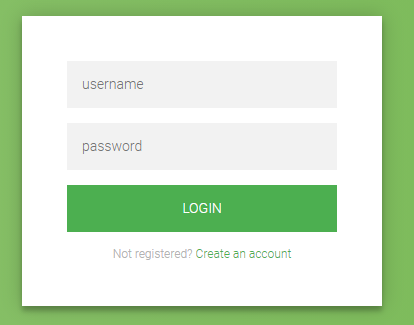 username
password
LOGIN
Not registered? Create an account